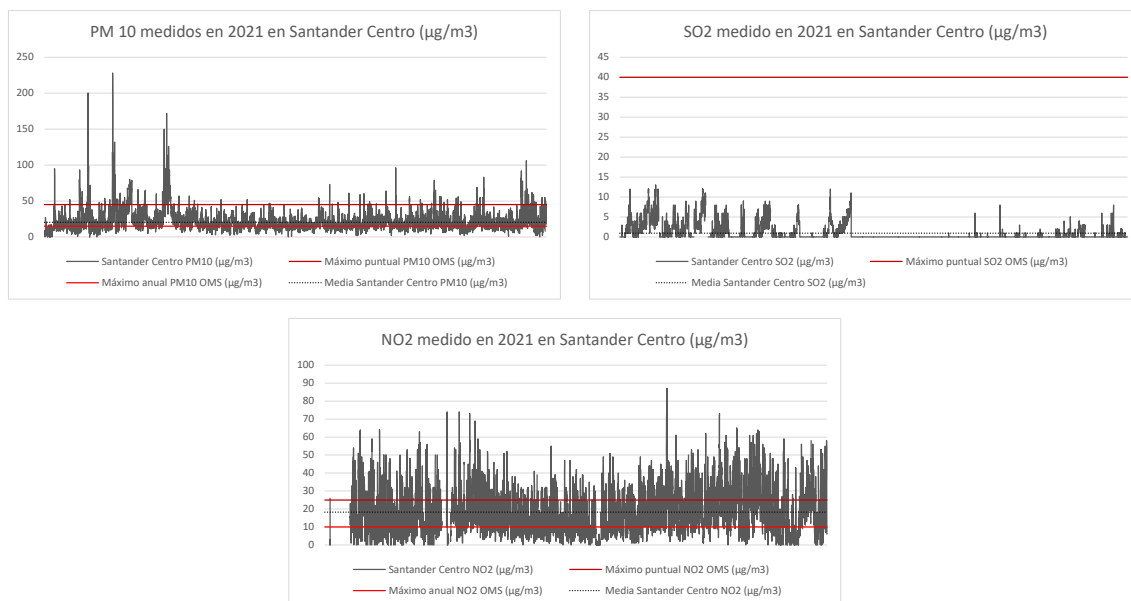 PM 10 medidos en 2021 en Santander Centro (µg/m3)
250
200
150
100
50
0
Santander Centro PM10 (µg/m3)
Máximo puntual PM10 OMS (µg/m3)
Máximo anual PM10 OMS (µg/m3)
Media Santander Centro PM10 (µg/m3)
SO2 medido en 2021 en Santander Centro (µg/m3)
45
40
35
30
25
20
15
10
5
0
Santander Centro SO2 (µg/m3)
Máximo puntual SO2 OMS (µg/m3)
Media Santander Centro SO2 (µg/m3)
NO2 medido en 2021 en Santander Centro (µg/m3)
100
90
80
70
60
50
40
30
20
10
0
Santander Centro NO2 (µg/m3)
Máximo puntual NO2 OMS (µg/m3)
Máximo anual NO2 OMS (µg/m3)
Media Santander Centro NO2 (µg/m3)